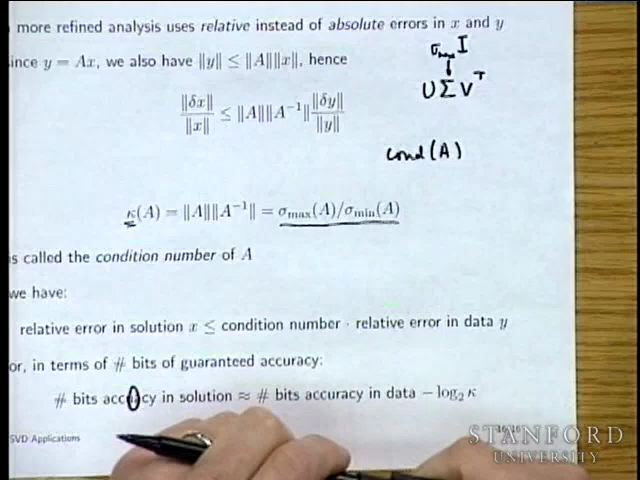 more refined analysis uses relative instead of absolute errors in x and y
since y = Ax, we also have ‖y‖ ≤ ‖A‖‖x‖, hence
σmax I
UΣVᵀ
‖δx‖/‖x‖ ≤ ‖A‖‖A⁻¹‖ ‖δy‖/‖y‖
cond(A)
κ(A) = ‖A‖‖A⁻¹‖ = σmax(A)/σmin(A)
is called the condition number of A
we have:
relative error in solution x ≤ condition number · relative error in data y
or, in terms of # bits of guaranteed accuracy:
# bits accuracy in solution ≈ # bits accuracy in data − log₂ κ
SVD Applications
STANFORD
UNIVERSITY